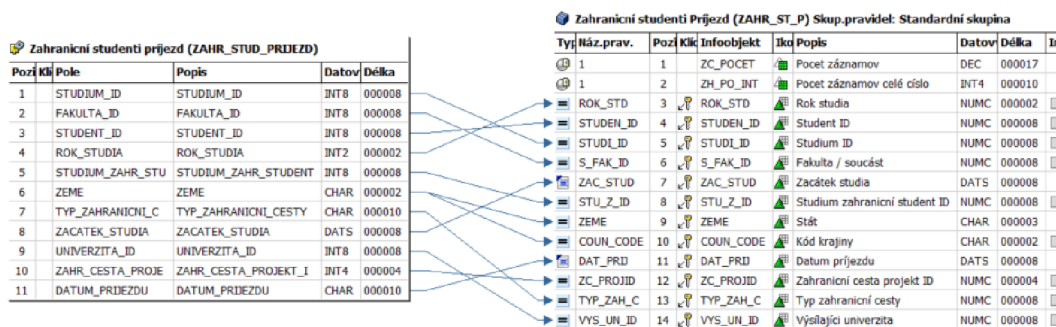 Zahranicní studenti príjezd (ZAHR_STUD_PRIJEZD)
Pozi Klí Pole Popis Datov Délka
1 STUDIUM_ID STUDIUM_ID INT8 000008
2 FAKULTA_ID FAKULTA_ID INT8 000008
3 STUDENT_ID STUDENT_ID INT8 000008
4 ROK_STUDIA ROK_STUDIA INT2 000002
5 STUDIUM_ZAHR_STU STUDIUM_ZAHR_STUDENT INT8 000008
6 ZEME ZEME CHAR 000002
7 TYP_ZAHRANICNI_C TYP_ZAHRANICNI_CESTY CHAR 000010
8 ZACATEK_STUDIA ZACATEK_STUDIA DATS 000008
9 UNIVERZITA_ID UNIVERZITA_ID INT8 000008
10 ZAHR_CESTA_PROJE ZAHR_CESTA_PROJEKT_I INT4 000004
11 DATUM_PRIJEZDU DATUM_PRIJEZDU CHAR 000010
Zahranicní studenti Príjezd (ZAHR_ST_P) Skup.pravidel: Standardní skupina
Typ Náz.prav. Pozi Klíc Infoobjekt Iko Popis Datov Délka
1 1 ZC_POCET Pocet záznamov DEC 000017
1 2 ZH_PO_INT Pocet záznamov celé císlo INT4 000010
ROK_STD 3 ROK_STD Rok studia NUMC 000002
STUDEN_ID 4 STUDEN_ID Student ID NUMC 000008
STUDI_ID 5 STUDI_ID Studium ID NUMC 000008
S_FAK_ID 6 S_FAK_ID Fakulta / soucást NUMC 000008
ZAC_STUD 7 ZAC_STUD Zacátek studia DATS 000008
STU_Z_ID 8 STU_Z_ID Studium zahranicní student ID NUMC 000008
ZEME 9 ZEME Stát CHAR 000003
COUN_CODE 10 COUN_CODE Kód krajiny CHAR 000002
DAT_PRIJ 11 DAT_PRIJ Datum príjezdu DATS 000008
ZC_PROJID 12 ZC_PROJID Zahranicní cesta projekt ID NUMC 000004
TYP_ZAH_C 13 TYP_ZAH_C Typ zahranicní cesty NUMC 000008
VYS_UN_ID 14 VYS_UN_ID Výsílajíci univerzita NUMC 000008